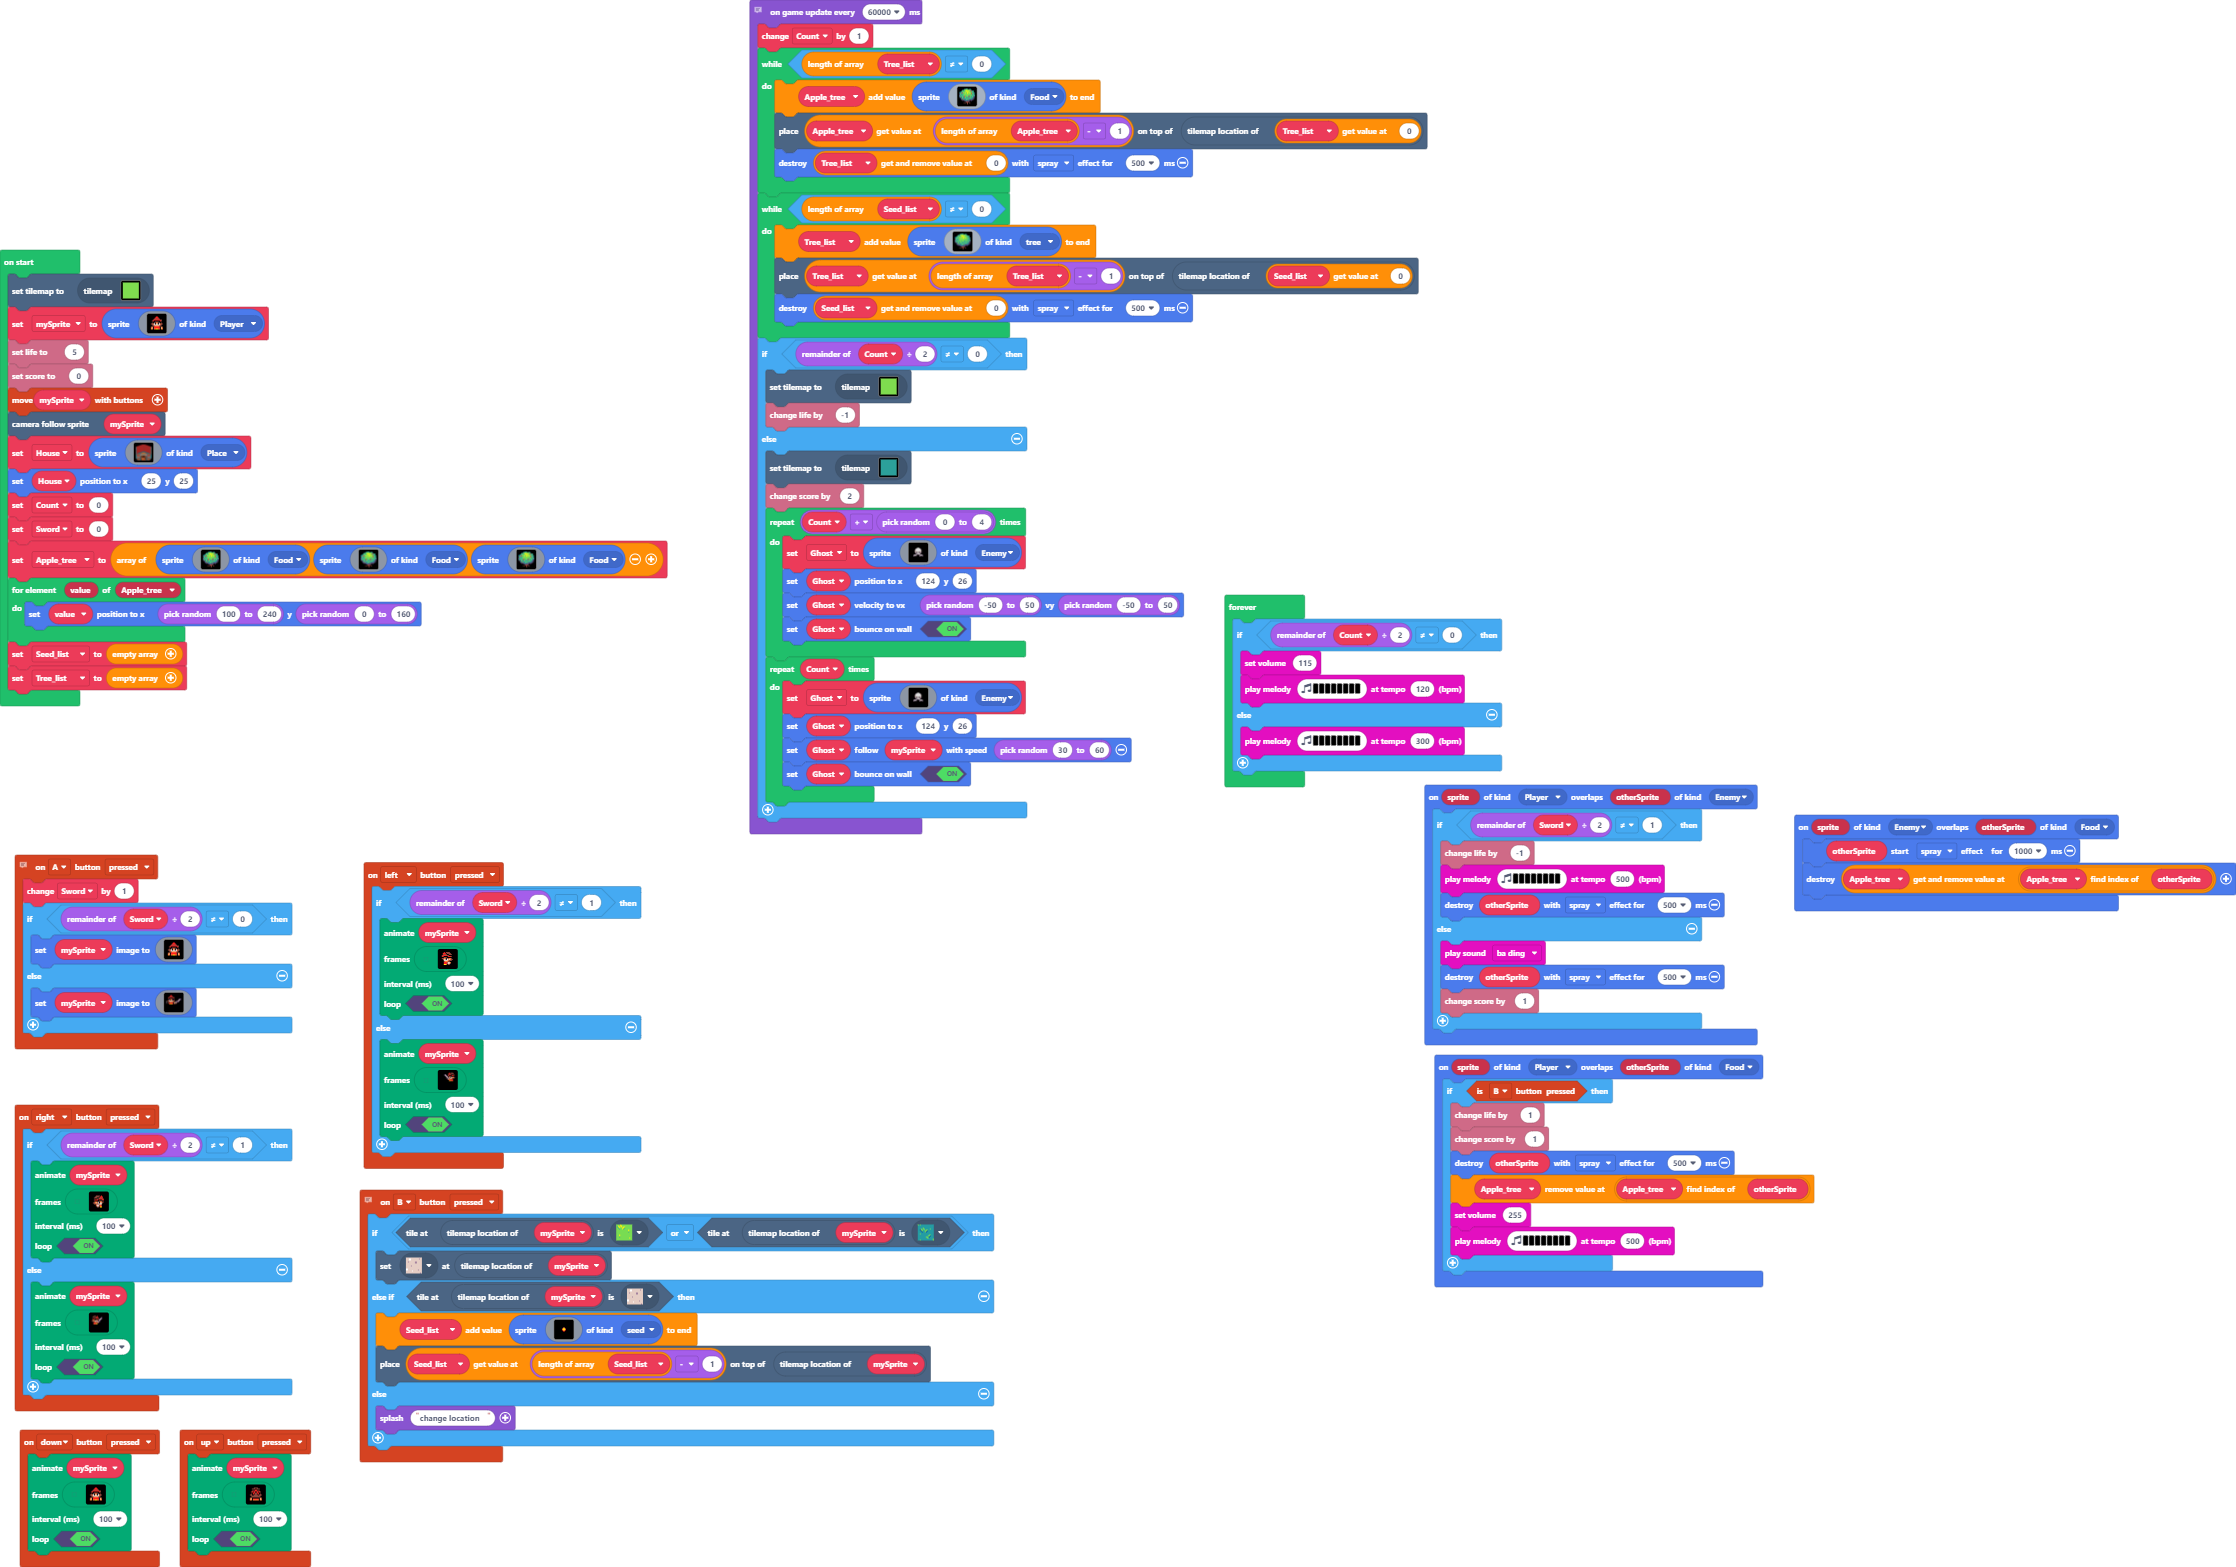 on start
set tilemap to tilemap
set mySprite to sprite of kind Player
set life to 5
set score to 0
move mySprite with buttons
camera follow sprite mySprite
set House to sprite of kind Place
set House position to x 25 y 25
set Count to 0
set Sword to 0
set Apple_tree to array of sprite of kind Food sprite of kind Food sprite of kind Food
for element value of Apple_tree
do set value position to x pick random 100 to 240 y pick random 0 to 160
set Seed_list to empty array
set Tree_list to empty array
on game update every 60000 ms
change Count by 1
while length of array Tree_list ≠ 0
do
Apple_tree add value sprite of kind Food to end
place Apple_tree get value at length of array Apple_tree - 1 on top of tilemap location of Tree_list get value at 0
destroy Tree_list get and remove value at 0 with spray effect for 500 ms
while length of array Seed_list ≠ 0
do
Tree_list add value sprite of kind tree to end
place Tree_list get value at length of array Tree_list - 1 on top of tilemap location of Seed_list get value at 0
destroy Seed_list get and remove value at 0 with spray effect for 500 ms
if remainder of Count ÷ 2 ≠ 0 then
set tilemap to tilemap
change life by -1
else
set tilemap to tilemap
change score by 2
repeat Count + pick random 0 to 4 times
do
set Ghost to sprite of kind Enemy
set Ghost position to x 124 y 26
set Ghost velocity to vx pick random -50 to 50 vy pick random -50 to 50
set Ghost bounce on wall ON
repeat Count times
do
set Ghost to sprite of kind Enemy
set Ghost position to x 124 y 26
set Ghost follow mySprite with speed pick random 30 to 60
set Ghost bounce on wall ON
forever
if remainder of Count ÷ 2 ≠ 0 then
set volume 115
play melody at tempo 120 (bpm)
else
play melody at tempo 300 (bpm)
on sprite of kind Player overlaps otherSprite of kind Enemy
if remainder of Sword ÷ 2 ≠ 1 then
change life by -1
play melody at tempo 500 (bpm)
destroy otherSprite with spray effect for 500 ms
else
play sound ba ding
destroy otherSprite with spray effect for 500 ms
change score by 1
on sprite of kind Enemy overlaps otherSprite of kind Food
otherSprite start spray effect for 1000 ms
destroy Apple_tree get and remove value at Apple_tree find index of otherSprite
on sprite of kind Player overlaps otherSprite of kind Food
if is B button pressed then
change life by 1
change score by 1
destroy otherSprite with spray effect for 500 ms
Apple_tree remove value at Apple_tree find index of otherSprite
set volume 255
play melody at tempo 500 (bpm)
on A button pressed
change Sword by 1
if remainder of Sword ÷ 2 ≠ 0 then
set mySprite image to
else
set mySprite image to
on left button pressed
if remainder of Sword ÷ 2 ≠ 1 then
animate mySprite
frames
interval (ms) 100
loop ON
else
animate mySprite
frames
interval (ms) 100
loop ON
on right button pressed
if remainder of Sword ÷ 2 ≠ 1 then
animate mySprite
frames
interval (ms) 100
loop ON
else
animate mySprite
frames
interval (ms) 100
loop ON
on B button pressed
if tile at tilemap location of mySprite is or tile at tilemap location of mySprite is then
set at tilemap location of mySprite
else if tile at tilemap location of mySprite is then
Seed_list add value sprite of kind seed to end
place Seed_list get value at length of array Seed_list - 1 on top of tilemap location of mySprite
else
splash "change location "
on down button pressed
animate mySprite
frames
interval (ms) 100
loop ON
on up button pressed
animate mySprite
frames
interval (ms) 100
loop ON